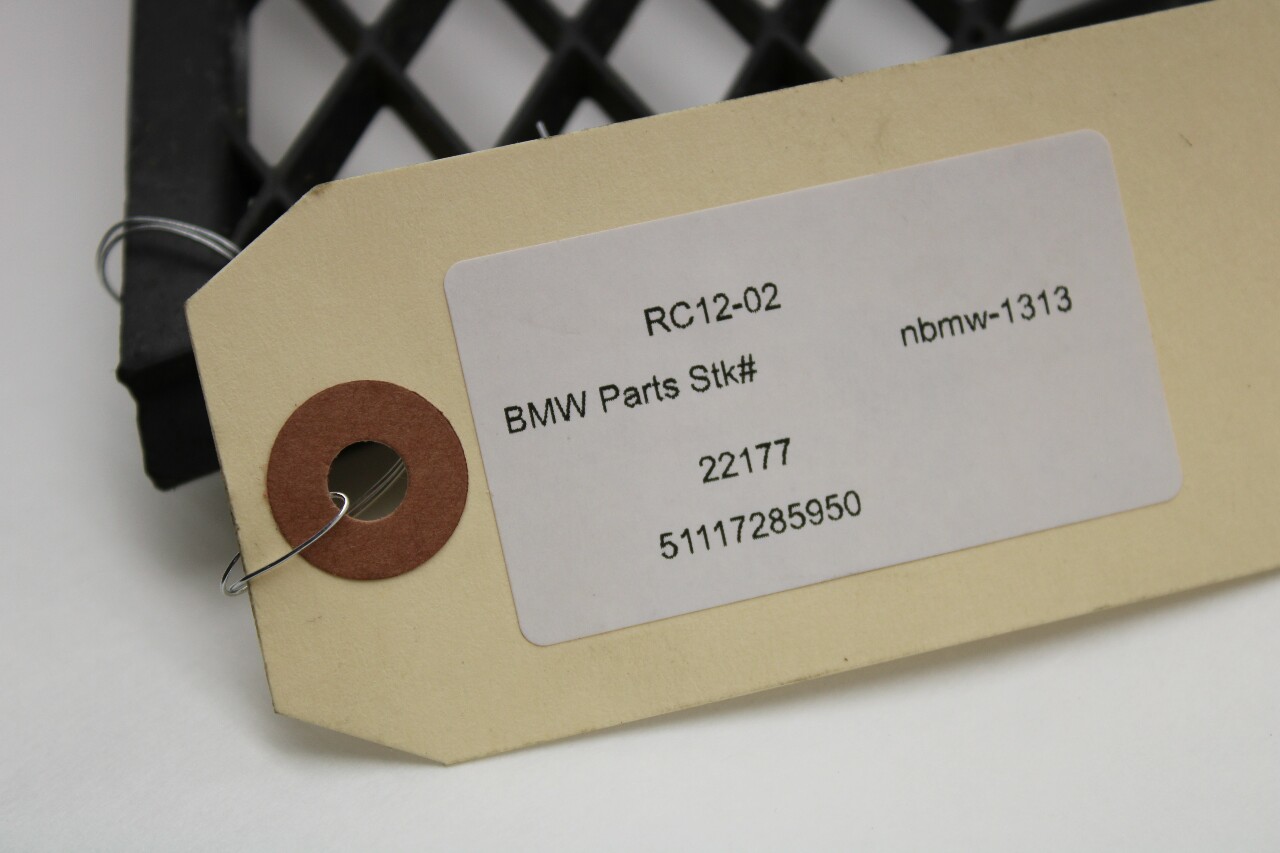 RC12-02
nbmw-1313
BMW Parts Stk#
22177
51117285950